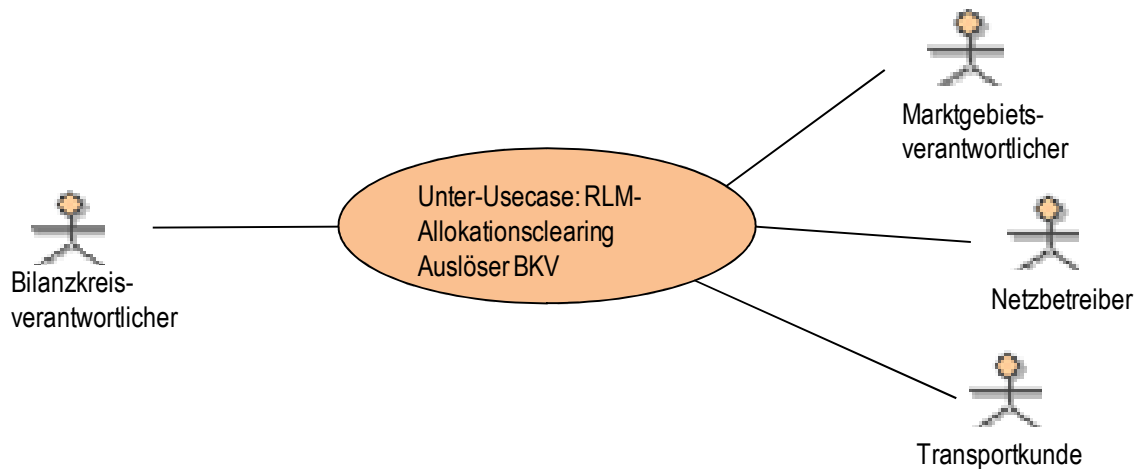 Marktgebiets-
verantwortlicher
Unter-Usecase: RLM-
Allokationsclearing
Auslöser BKV
Bilanzkreis-
verantwortlicher
Netzbetreiber
Transportkunde